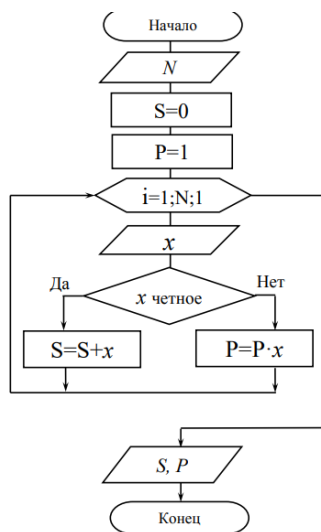 Начало
N
S=0
P=1
i=1;N;1
x
Да
Нет
x четное
S=S+x
P=P·x
S, P
Конец